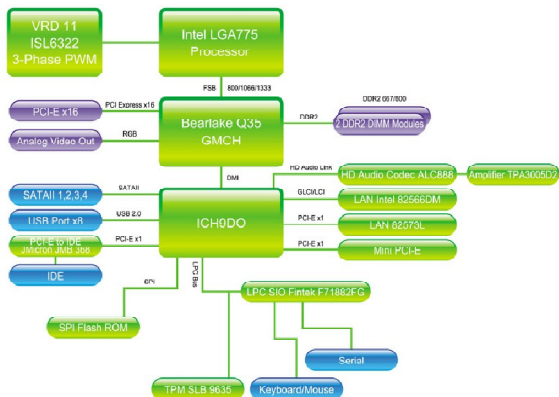 VRD 11
ISL6322
3-Phase PWM
Intel LGA775
Processor
FSB 800/1066/1333
PCI-E x16
PCI Express x16
Analog Video Out
RGB
Bearlake Q35
GMCH
DDR2
DDR2 667/800
2 DDR2 DIMM Modules
DMI
HD Audio Link
HD Audio Codec ALC888
Amplifier TPA3005D2
SATAII 1,2,3,4
SATAII
USB Port x8
USB 2.0
PCI-E to IDE
JMicron JMB 368
PCI-E x1
IDE
ICH9DO
GLCI/LCI
LAN Intel 82566DM
PCI-E x1
LAN 82573L
PCI-E x1
Mini PCI-E
SPI
LPC Bus
SPI Flash ROM
LPC SIO Fintek F71882FG
Serial
TPM SLB 9635
Keyboard/Mouse